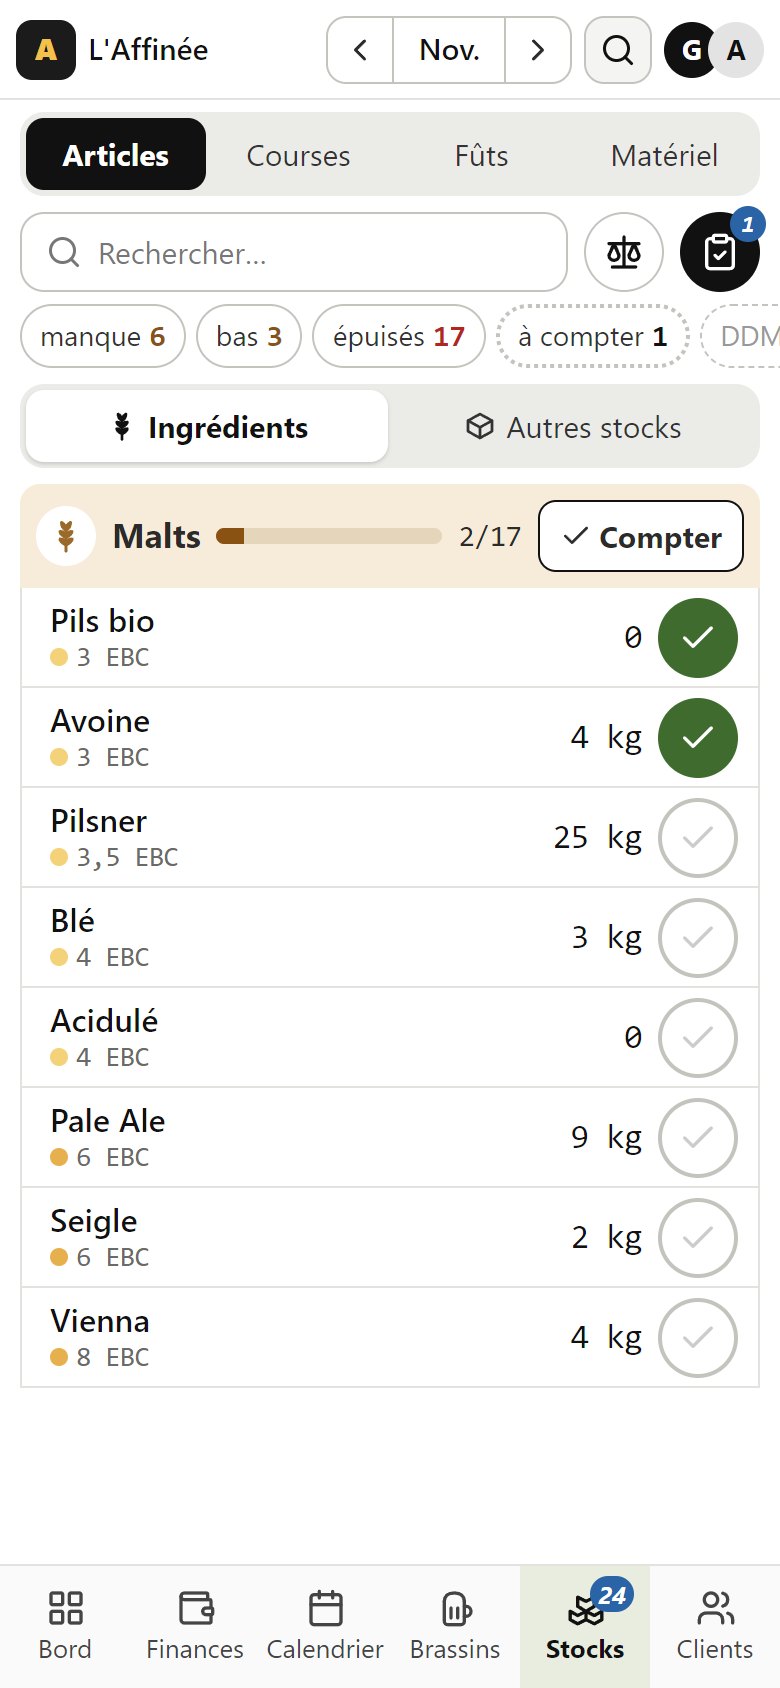 A L'Affinée Nov. G A
Articles Courses Fûts Matériel
Rechercher... 1
manque 6 bas 3 épuisés 17 à compter 1 DDM
Ingrédients Autres stocks
Malts 2/17 Compter
Pils bio
0
3 EBC
Avoine
4 kg
3 EBC
Pilsner
25 kg
3,5 EBC
Blé
3 kg
4 EBC
Acidulé
0
4 EBC
Pale Ale
9 kg
6 EBC
Seigle
2 kg
6 EBC
Vienna
4 kg
8 EBC
24
Bord Finances Calendrier Brassins Stocks Clients